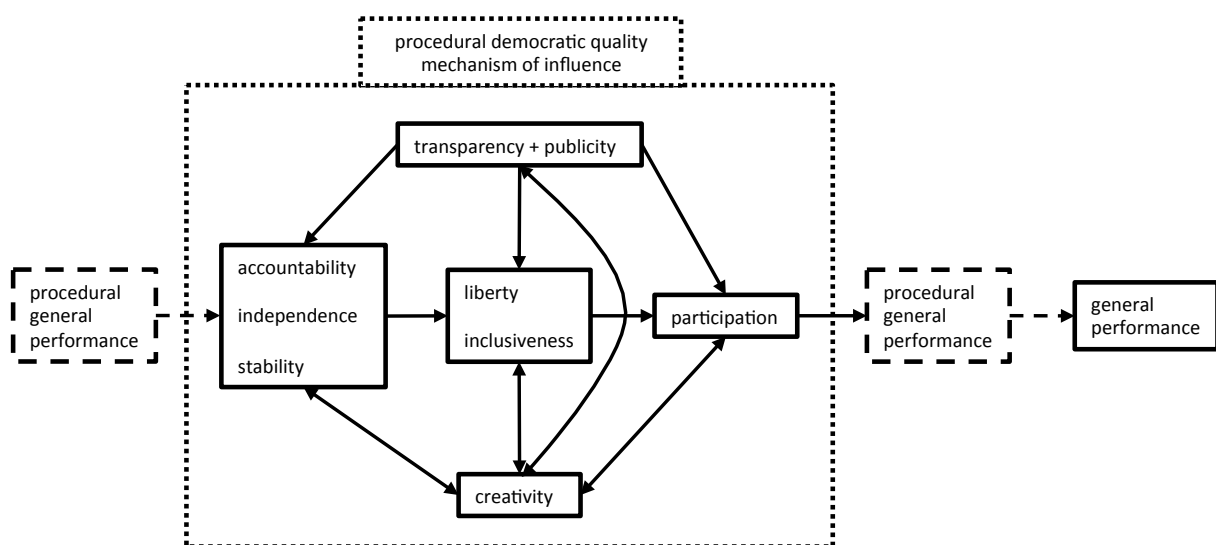 procedural democratic quality
mechanism of influence
transparency + publicity
procedural
general
performance
accountability
independence
stability
liberty
inclusiveness
participation
procedural
general
performance
general
performance
creativity